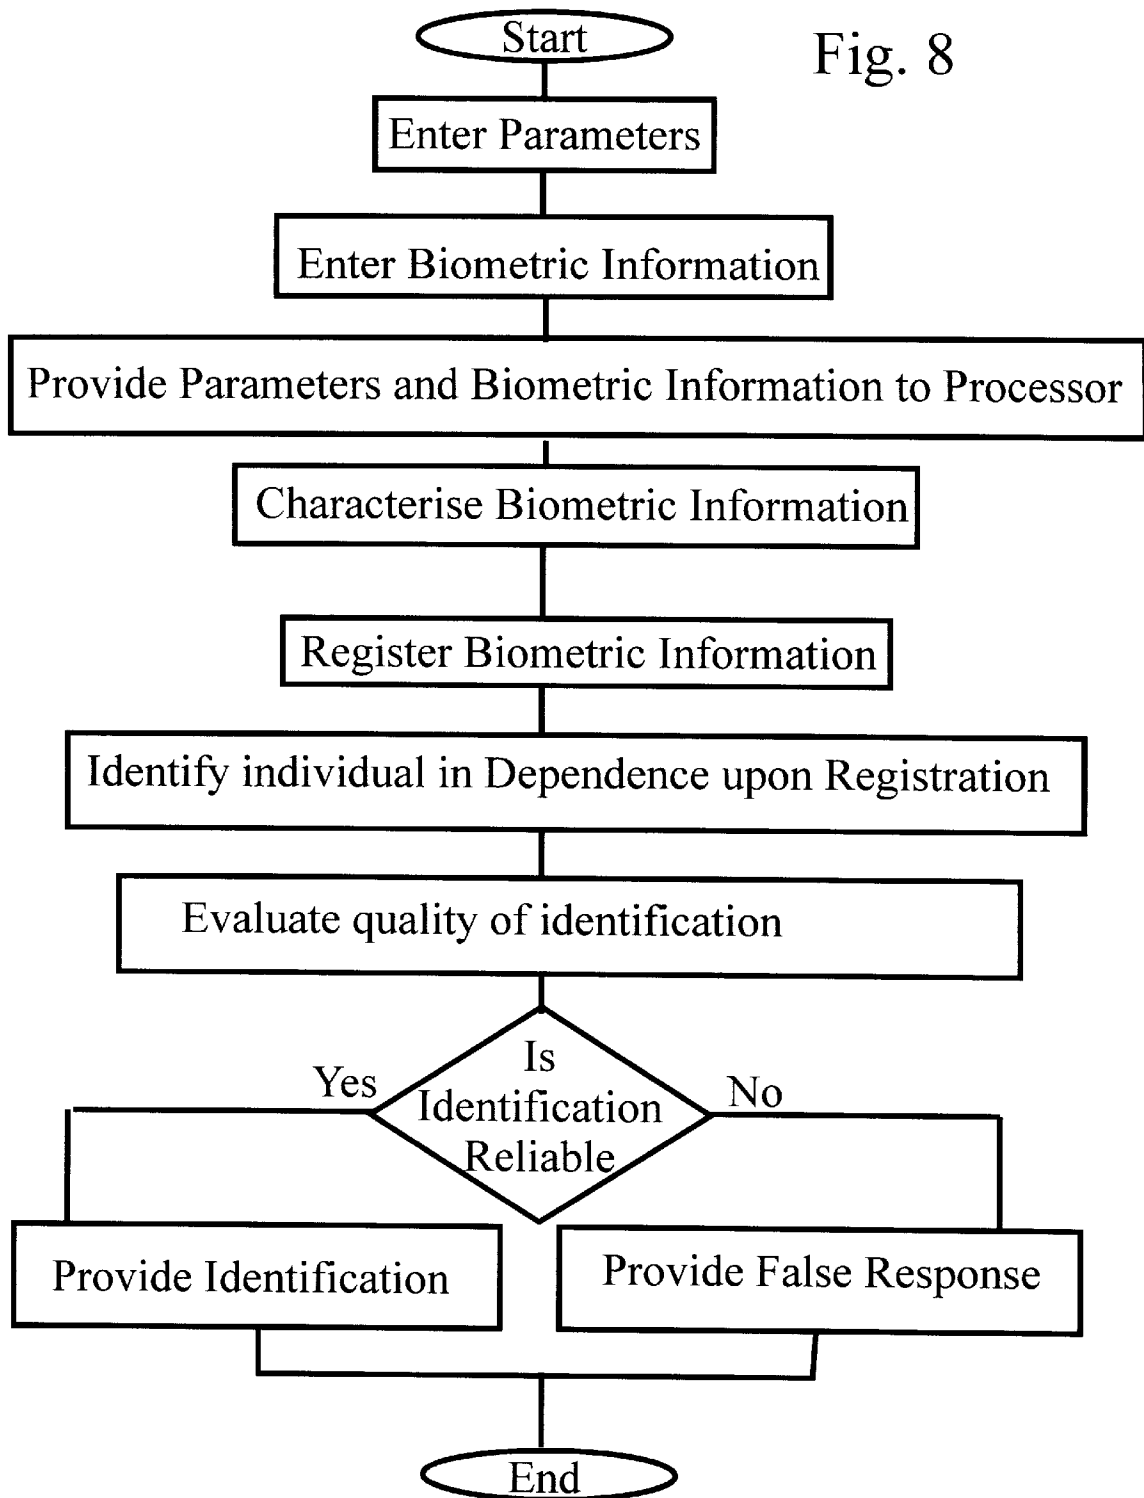 Start
Fig. 8
Enter Parameters
Enter Biometric Information
Provide Parameters and Biometric Information to Processor
Characterise Biometric Information
Register Biometric Information
Identify individual in Dependence upon Registration
Evaluate quality of identification
Is
Yes
Identification
No
Reliable
Provide Identification
Provide False Response
End